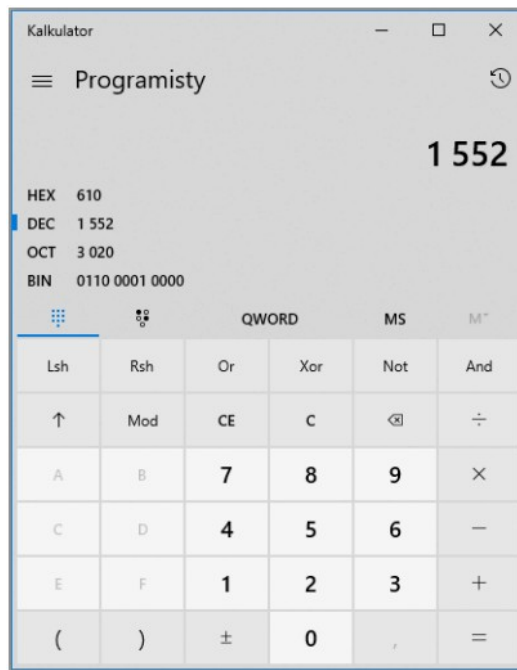 Kalkulator
Programisty
1 552
HEX 610
DEC 1 552
OCT 3 020
BIN 0110 0001 0000
QWORD MS M˅
Lsh Rsh Or Xor Not And
↑ Mod CE C ⌫ ÷
A B 7 8 9 ×
C D 4 5 6 −
E F 1 2 3 +
( ) ± 0 , =